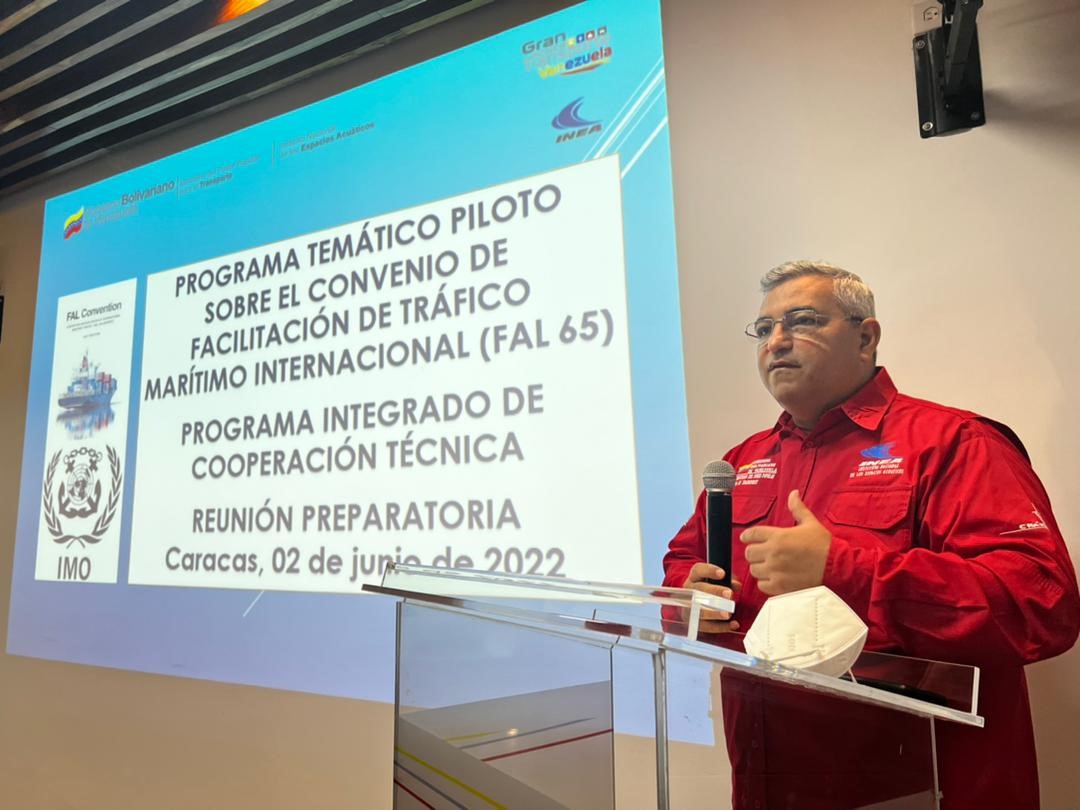 Gran
Venezuela
INEA
Bolivariano
Espacios Acuáticos
Transporte
FAL Convention
IMO
PROGRAMA TEMÁTICO PILOTO
SOBRE EL CONVENIO DE
FACILITACIÓN DE TRÁFICO
MARÍTIMO INTERNACIONAL (FAL 65)
PROGRAMA INTEGRADO DE
COOPERACIÓN TÉCNICA
REUNIÓN PREPARATORIA
Caracas, 02 de junio de 2022
INEA